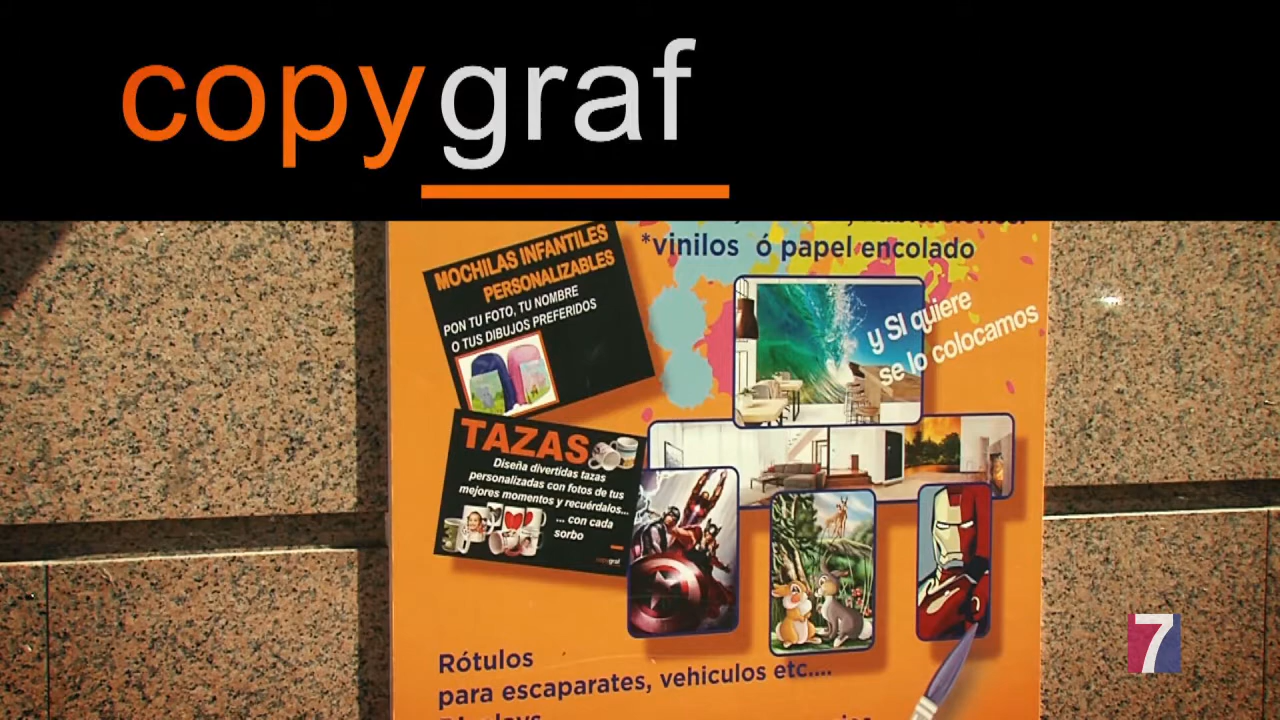 copygraf
*vinilos ó papel encolado
MOCHILAS INFANTILES
PERSONALIZABLES
PON TU FOTO, TU NOMBRE
O TUS DIBUJOS PREFERIDOS
y SI quiere
se lo colocamos
TAZAS
Diseña divertidas tazas
personalizadas con fotos de tus
mejores momentos y recuérdalos...
... con cada
sorbo
copygraf
Rótulos
para escaparates, vehiculos etc....
7